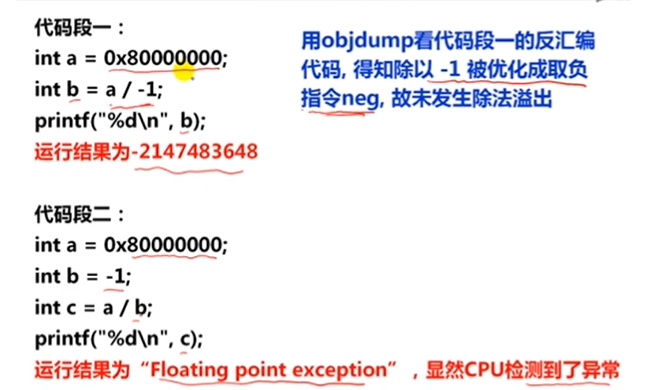 代码段一：
int a = 0x80000000;
int b = a / -1;
printf("%d\n", b);
运行结果为-2147483648
用objdump看代码段一的反汇编
代码, 得知除以 -1 被优化成取负
指令neg, 故未发生除法溢出
代码段二：
int a = 0x80000000;
int b = -1;
int c = a / b;
printf("%d\n", c);
运行结果为“Floating point exception”，显然CPU检测到了异常